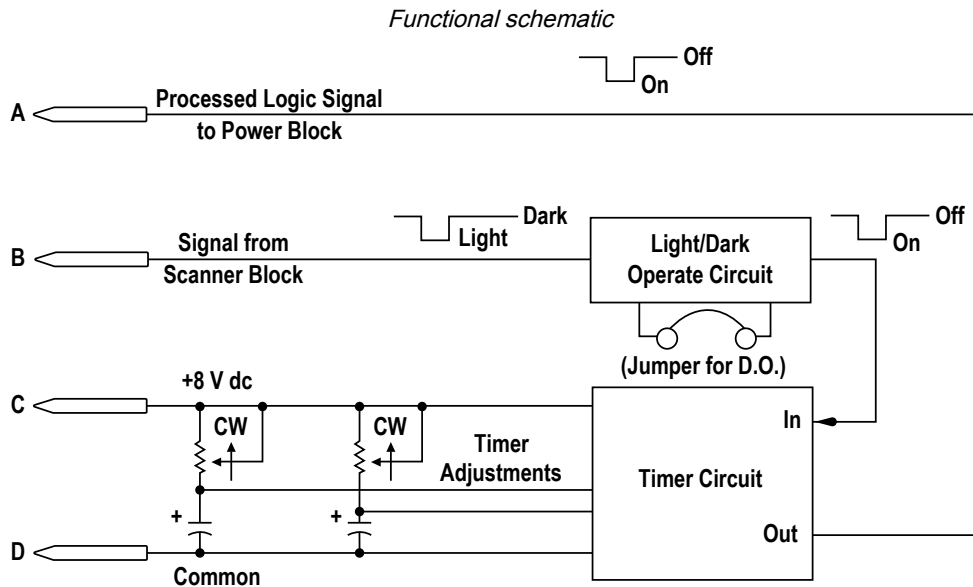 Functional schematic
Off
On
A
Processed Logic Signal
to Power Block
Dark
Light
Off
On
B
Signal from
Scanner Block
Light/Dark
Operate Circuit
(Jumper for D.O.)
+8 V dc
C
CW
CW
Timer
Adjustments
In
Timer Circuit
+
+
Out
D
Common